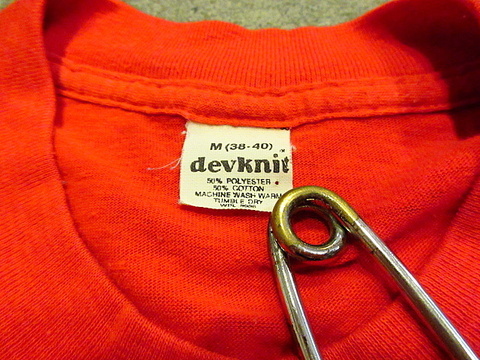 M (38-40)
devknit
50% POLYESTER
50% COTTON
MACHINE WASH WARM
TUMBLE DRY